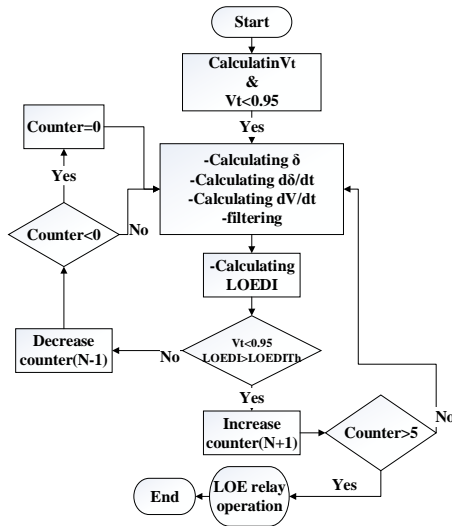 Start
CalculatinVt
&
Vt<0.95
Yes
Counter=0
-Calculating δ
-Calculating dδ/dt
-Calculating dV/dt
-filtering
Yes
Counter<0
No
-Calculating
LOEDI
Vt<0.95
LOEDI>LOEDITh
No
Decrease
counter(N-1)
Yes
Increase
counter(N+1)
Counter>5
No
Yes
LOE relay
operation
End